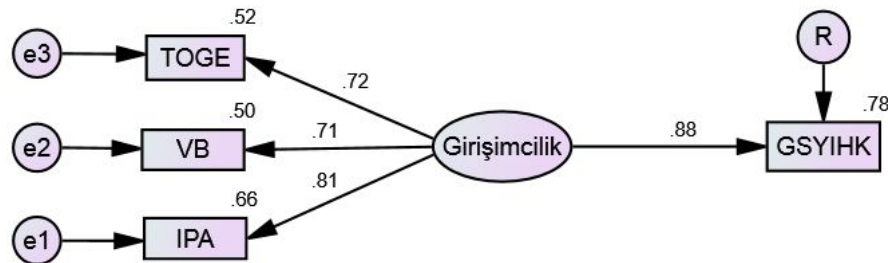 .52
e3
TOGE
R
.72
.50
.78
e2
VB
.71
Girişimcilik
.88
GSYIHK
.81
.66
e1
IPA